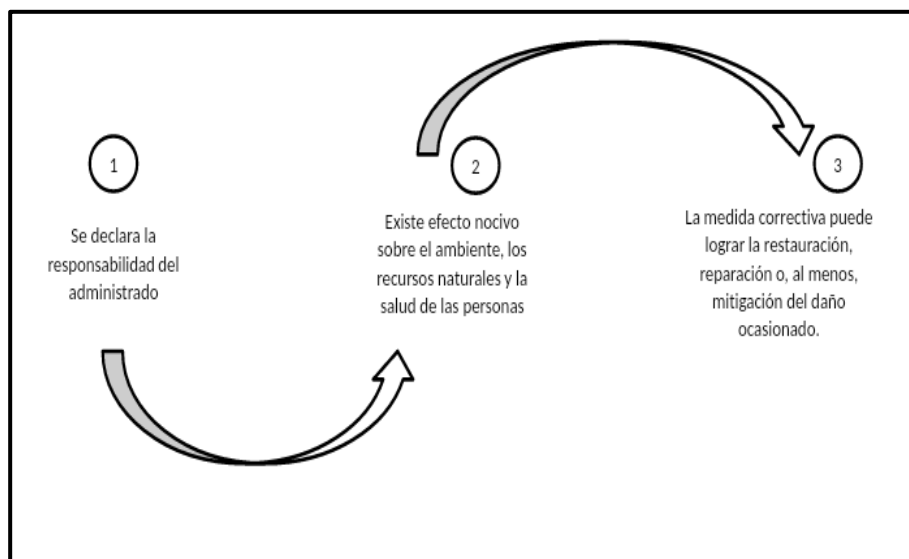 1
Se declara la
responsabilidad del
administrado
2
Existe efecto nocivo
sobre el ambiente, los
recursos naturales y la
salud de las personas
3
La medida correctiva puede
lograr la restauración,
reparación o, al menos,
mitigación del daño
ocasionado.